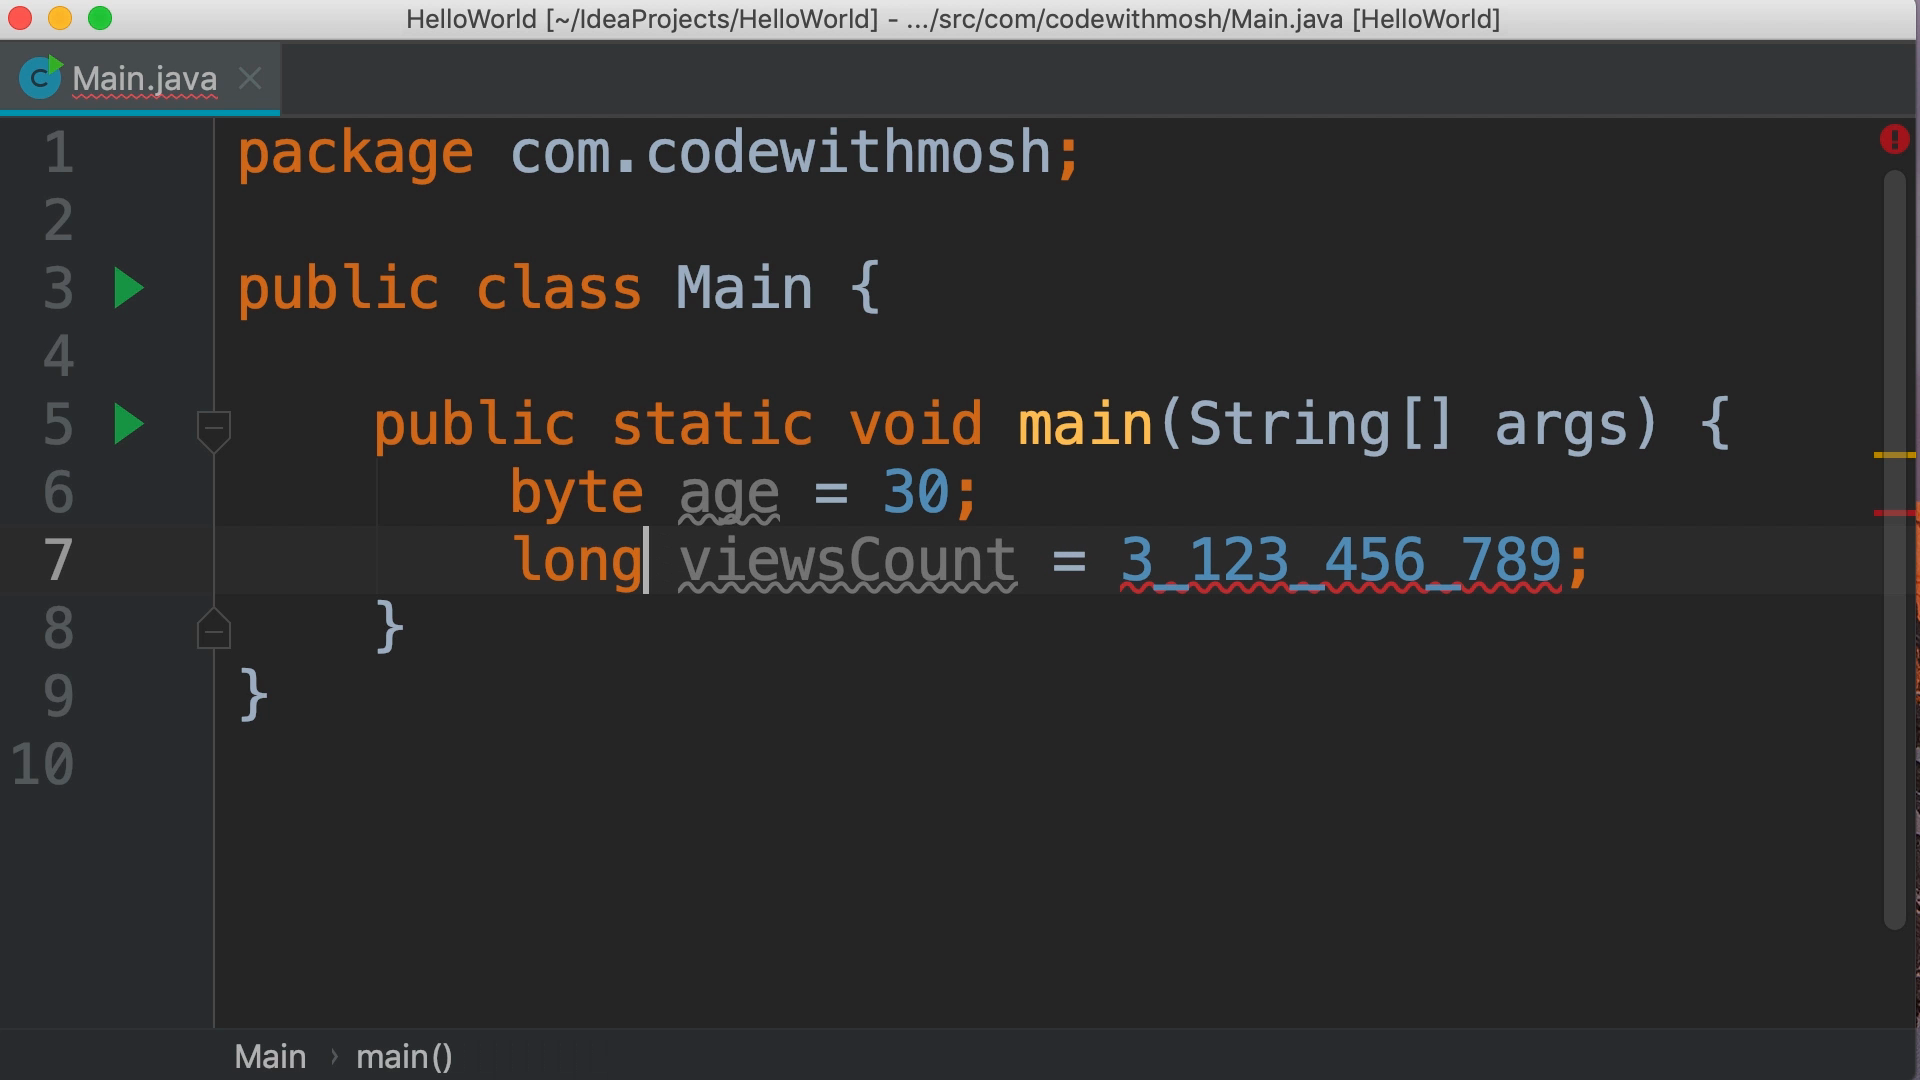 HelloWorld [~/IdeaProjects/HelloWorld] - .../src/com/codewithmosh/Main.java [HelloWorld]
C Main.java
1 package com.codewithmosh;
2
3 public class Main {
4
5 public static void main(String[] args) {
6 byte age = 30;
7 long viewsCount = 3_123_456_789;
8 }
9 }
10
Main › main()